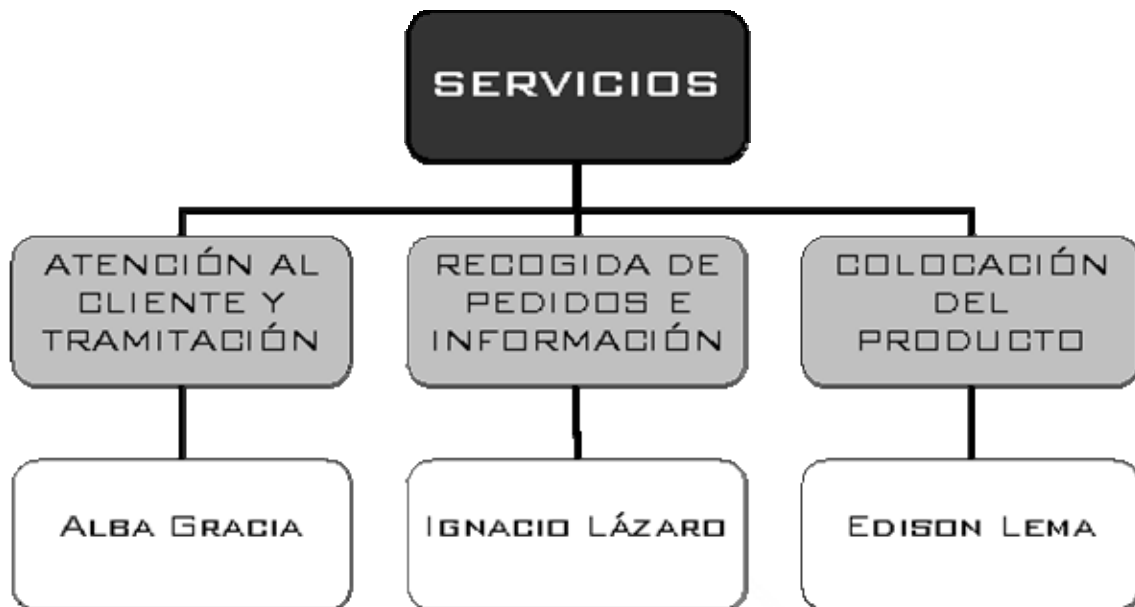 SERVICIOS
ATENCIÓN AL
CLIENTE Y
TRAMITACIÓN
RECOGIDA DE
PEDIDOS E
INFORMACIÓN
COLOCACIÓN
DEL
PRODUCTO
ALBA GRACIA
IGNACIO LÁZARO
EDISON LEMA